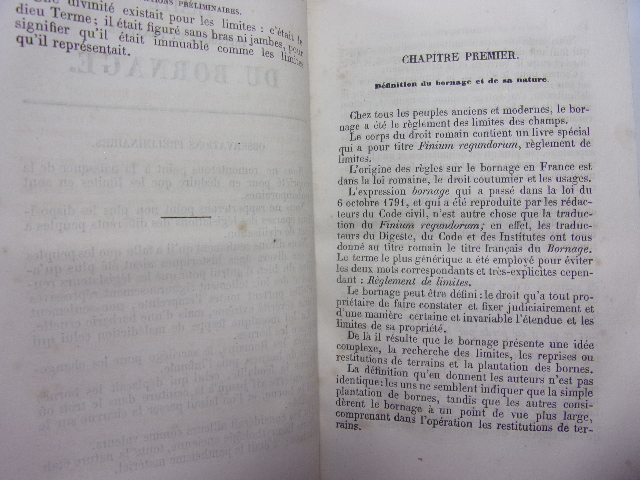 TIONS PRÉLIMINAIRES.
divinité existait pour les limites : c'était le
dieu Terme; il était figuré sans bras ni jambes, pour
signifier qu'il était immuable comme les limites
qu'il représentait.
CHAPITRE PREMIER.
Définition du bornage et de sa nature.
Chez tous les peuples anciens et modernes, le bor-
nage a été le règlement des limites des champs.
Le corps du droit romain contient un livre spécial
qui a pour titre Finium regundorum, règlement de
limites.
L'origine des règles sur le bornage en France est
dans la loi romaine, le droit coutumier et les usages.
L'expression bornage qui a passé dans la loi du
6 octobre 1791, et qui a été reproduite par les rédac-
teurs du Code civil, n'est autre chose que la traduc-
tion du Finium regundorum; en effet, les traduc-
teurs du Digeste, du Code et des Institutes ont tous
donné au titre romain le titre français du Bornage.
Le terme le plus générique a été employé pour éviter
les deux mots correspondants et très-explicites cepen-
dant : Règlement de limites.
Le bornage peut être défini : le droit qu'a tout pro-
priétaire de faire constater et fixer judiciairement et
d'une manière certaine et invariable l'étendue et les
limites de sa propriété.
De là il résulte que le bornage présente une idée
complexe, la recherche des limites, les reprises ou
restitutions de terrains et la plantation des bornes.
La définition qu'en donnent les auteurs n'est pas
identique: les uns ne semblent indiquer que la simple
plantation de bornes, tandis que les autres consi-
dèrent le bornage à un point de vue plus large,
comprenant dans l'opération les restitutions de ter-
rains.